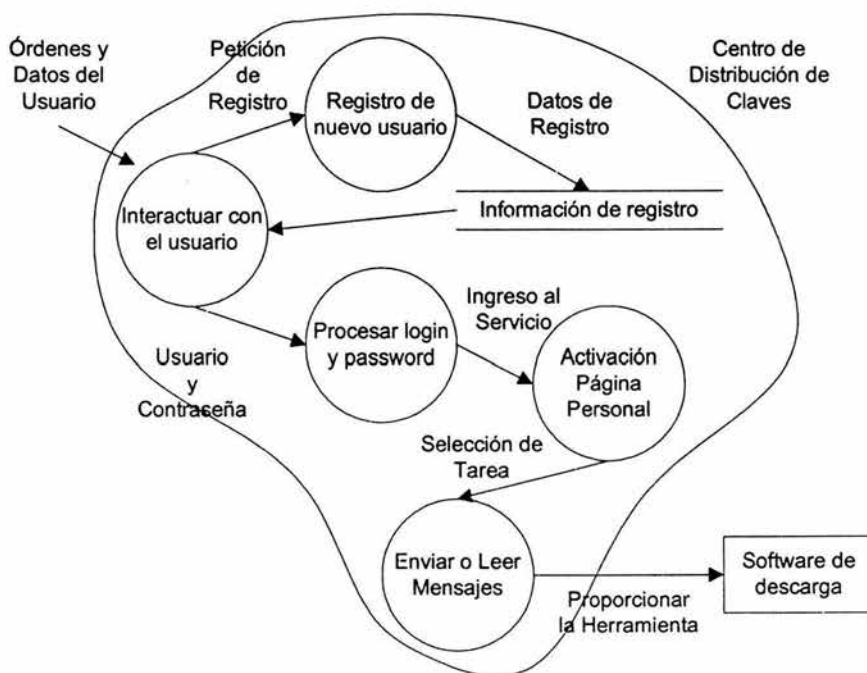 Órdenes y
Datos del
Usuario
Petición
de
Registro
Registro de
nuevo usuario
Datos de
Registro
Centro de
Distribución de
Claves
Interactuar con
el usuario
Información de registro
Usuario
y
Contraseña
Procesar login
y password
Ingreso al
Servicio
Activación
Página
Personal
Selección de
Tarea
Enviar o Leer
Mensajes
Proporcionar
la Herramienta
Software de
descarga